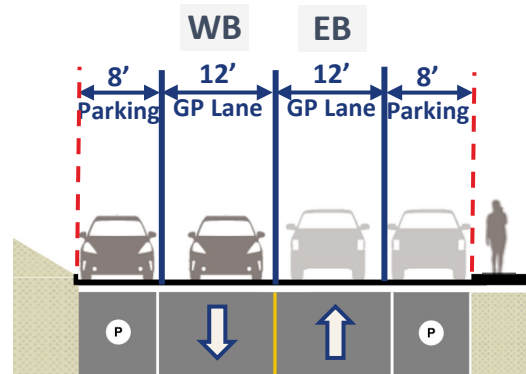 WB EB
8’ 12’ 12’ 8’
Parking GP Lane GP Lane Parking
P P